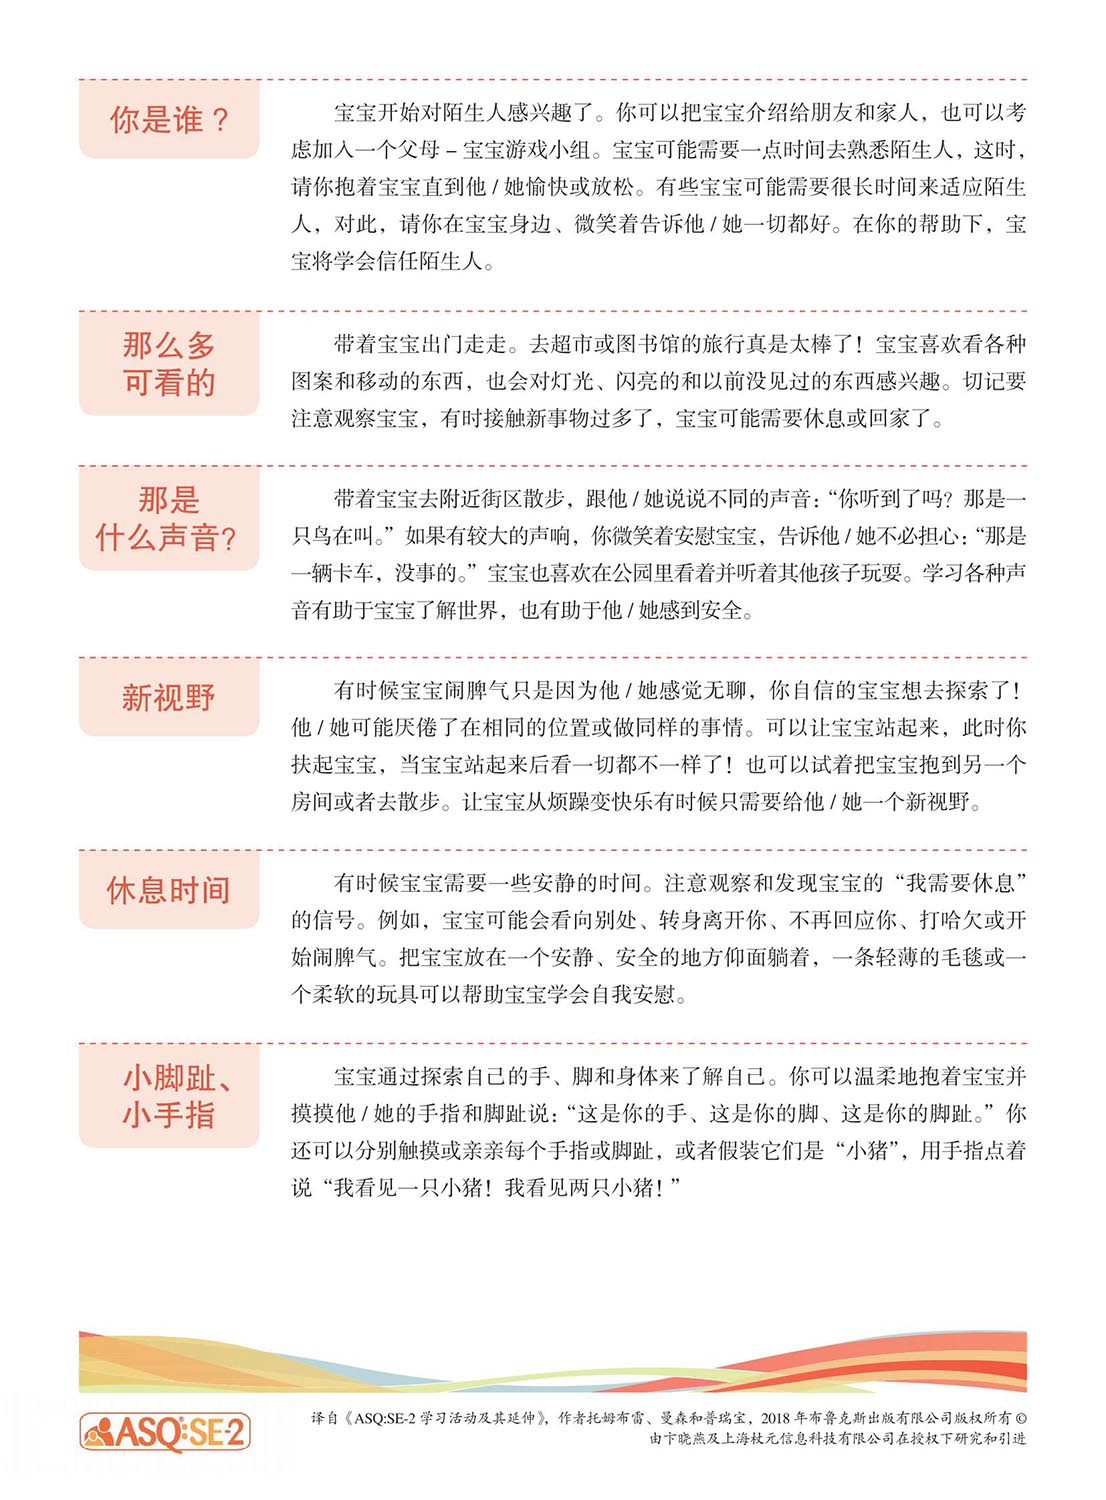 你是谁？
宝宝开始对陌生人感兴趣了。你可以把宝宝介绍给朋友和家人，也可以考
虑加入一个父母 – 宝宝游戏小组。宝宝可能需要一点时间去熟悉陌生人，这时，
请你抱着宝宝直到他 / 她愉快或放松。有些宝宝可能需要很长时间来适应陌生
人，对此，请你在宝宝身边、微笑着告诉他 / 她一切都好。在你的帮助下，宝
宝将学会信任陌生人。
那么多
可看的
带着宝宝出门走走。去超市或图书馆的旅行真是太棒了！宝宝喜欢看各种
图案和移动的东西，也会对灯光、闪亮的和以前没见过的东西感兴趣。切记要
注意观察宝宝，有时接触新事物过多了，宝宝可能需要休息或回家了。
那是
什么声音？
带着宝宝去附近街区散步，跟他 / 她说说不同的声音：“你听到了吗？那是一
只鸟在叫。”如果有较大的声响，你微笑着安慰宝宝，告诉他 / 她不必担心：“那是
一辆卡车，没事的。”宝宝也喜欢在公园里看着并听着其他孩子玩耍。学习各种声
音有助于宝宝了解世界，也有助于他 / 她感到安全。
新视野
有时候宝宝闹脾气只是因为他 / 她感觉无聊，你自信的宝宝想去探索了！
他 / 她可能厌倦了在相同的位置或做同样的事情。可以让宝宝站起来，此时你
扶起宝宝，当宝宝站起来后看一切都不一样了！也可以试着把宝宝抱到另一个
房间或者去散步。让宝宝从烦躁变快乐有时候只需要给他 / 她一个新视野。
休息时间
有时候宝宝需要一些安静的时间。注意观察和发现宝宝的“我需要休息”
的信号。例如，宝宝可能会看向别处、转身离开你、不再回应你、打哈欠或开
始闹脾气。把宝宝放在一个安静、安全的地方仰面躺着，一条轻薄的毛毯或一
个柔软的玩具可以帮助宝宝学会自我安慰。
小脚趾、
小手指
宝宝通过探索自己的手、脚和身体来了解自己。你可以温柔地抱着宝宝并
摸摸他 / 她的手指和脚趾说：“这是你的手、这是你的脚、这是你的脚趾。”你
还可以分别触摸或亲亲每个手指或脚趾，或者假装它们是“小猪”，用手指点着
说“我看见一只小猪！我看见两只小猪！”
ASQ:SE-2
译自《ASQ:SE-2 学习活动及其延伸》，作者托姆布雷、曼森和普瑞宝，2018 年布鲁克斯出版有限公司版权所有 ©
由卞晓燕及上海杖元信息科技有限公司在授权下研究和引进